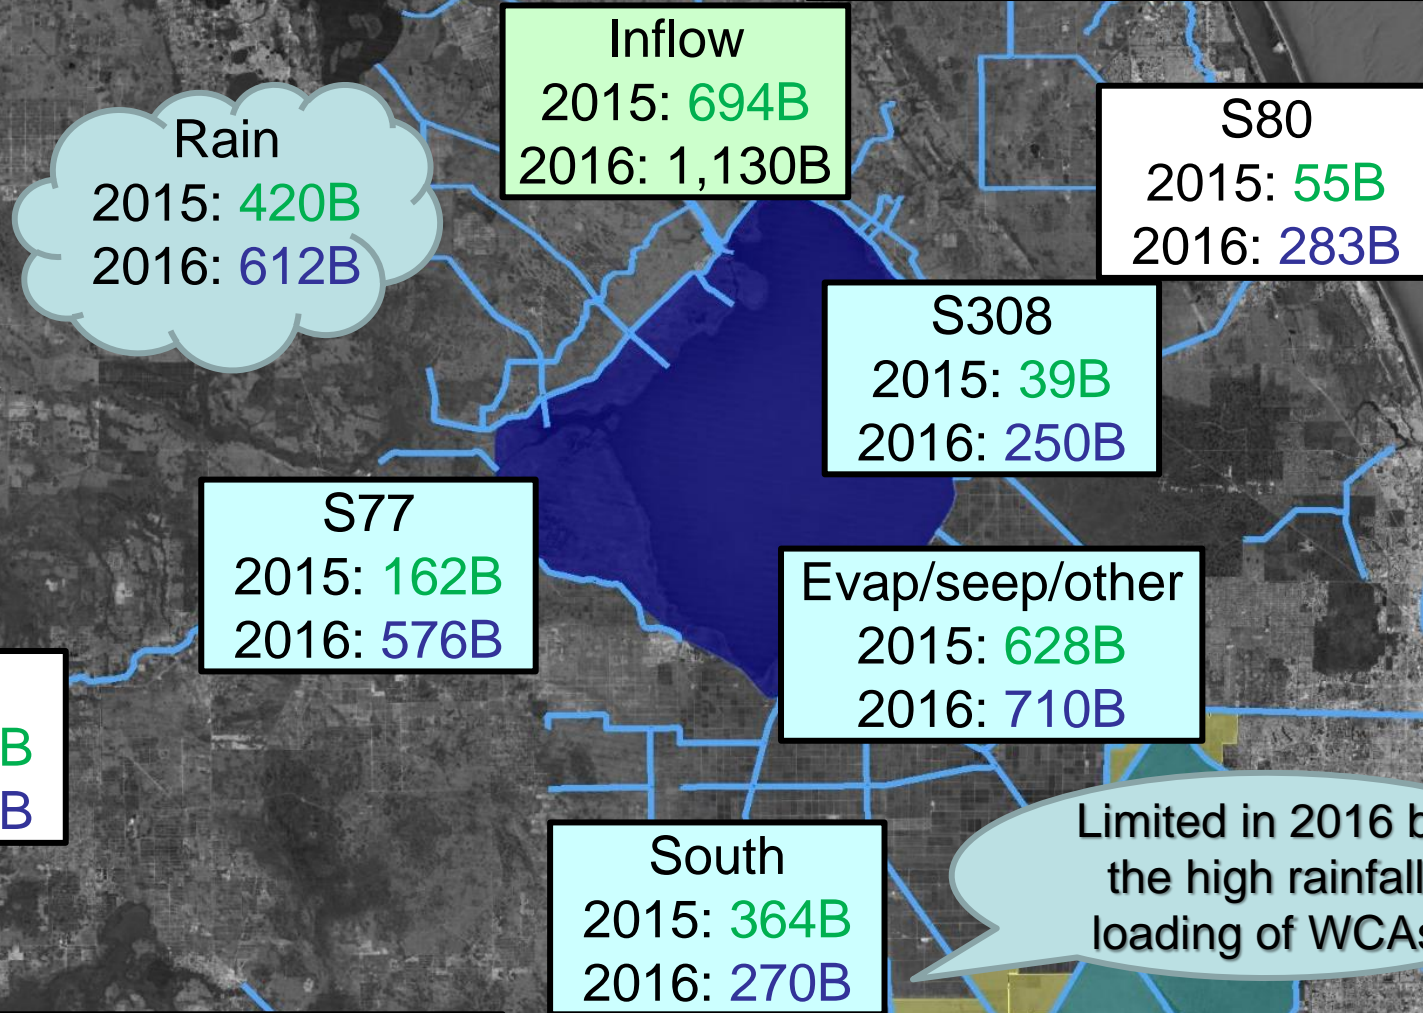 Inflow
2015: 694B
2016: 1,130B
Rain
2015: 420B
2016: 612B
S80
2015: 55B
2016: 283B
S308
2015: 39B
2016: 250B
S77
2015: 162B
2016: 576B
Evap/seep/other
2015: 628B
2016: 710B
B
B
South
2015: 364B
2016: 270B
Limited in 2016
the high rainfall
loading of WCAs